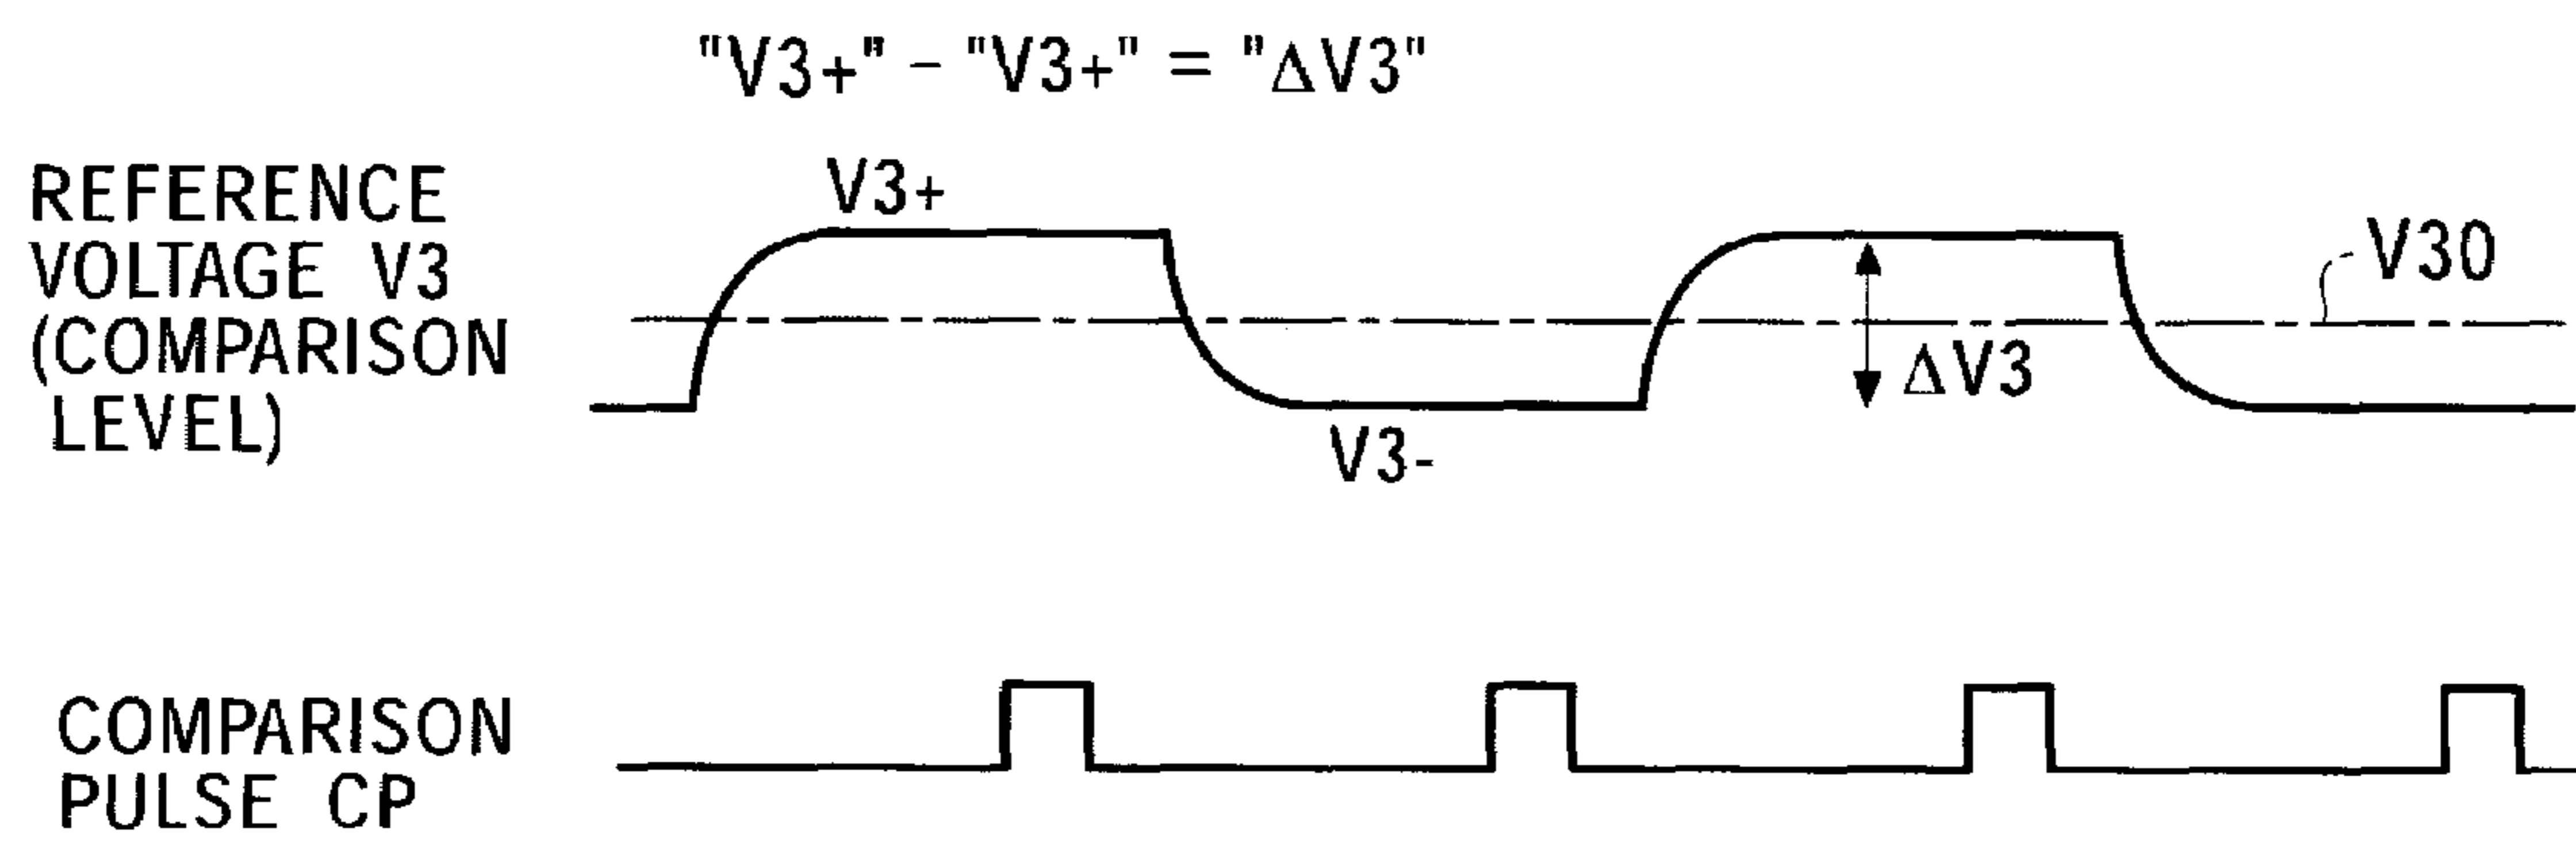 "V3+" - "V3+" = "ΔV3"
REFERENCE
VOLTAGE V3
(COMPARISON
LEVEL)
V3+
V30
ΔV3
V3-
COMPARISON
PULSE CP